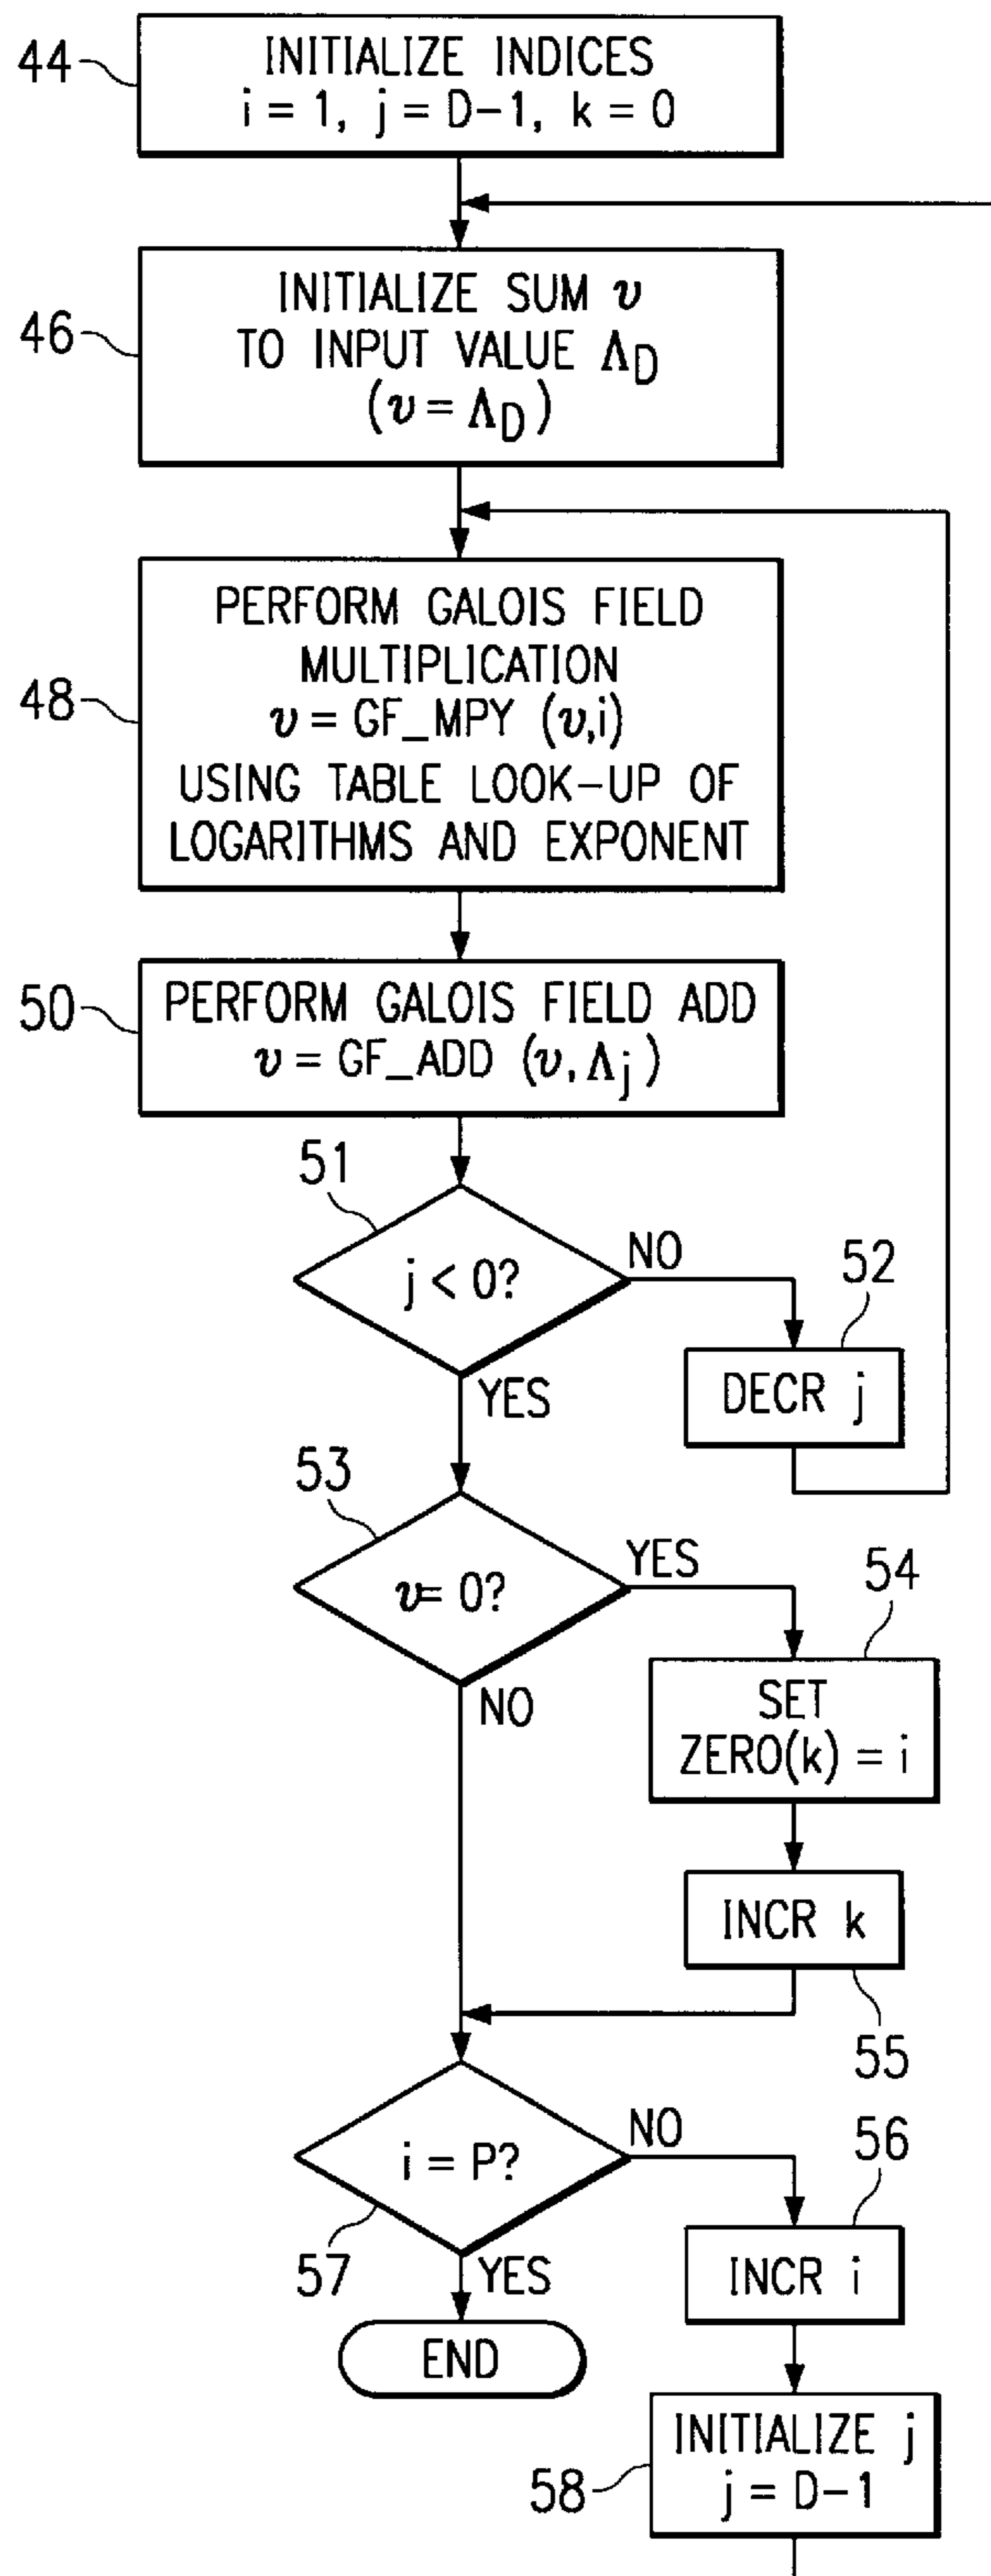 44
INITIALIZE INDICES
i = 1, j = D-1, k = 0
46
INITIALIZE SUM υ
TO INPUT VALUE Λ_D
(υ = Λ_D)
48
PERFORM GALOIS FIELD
MULTIPLICATION
υ = GF_MPY (υ,i)
USING TABLE LOOK-UP OF
LOGARITHMS AND EXPONENT
50
PERFORM GALOIS FIELD ADD
υ = GF_ADD (υ, Λ_j)
51
j < 0?
NO
52
DECR j
YES
53
υ= 0?
YES
54
SET
ZERO(k) = i
NO
INCR k
55
i = P?
NO
56
57
YES
INCR i
END
INITIALIZE j
j = D-1
58